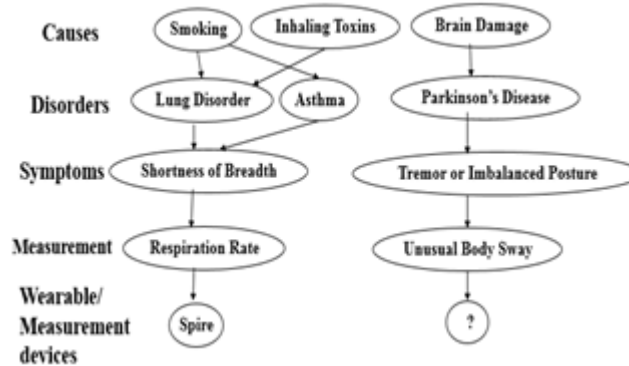 Causes
Smoking
Inhaling Toxins
Brain Damage
Disorders
Lung Disorder
Asthma
Parkinson's Disease
Symptoms
Shortness of Breadth
Tremor or Imbalanced Posture
Measurement
Respiration Rate
Unusual Body Sway
Wearable/
Measurement
devices
Spire
?